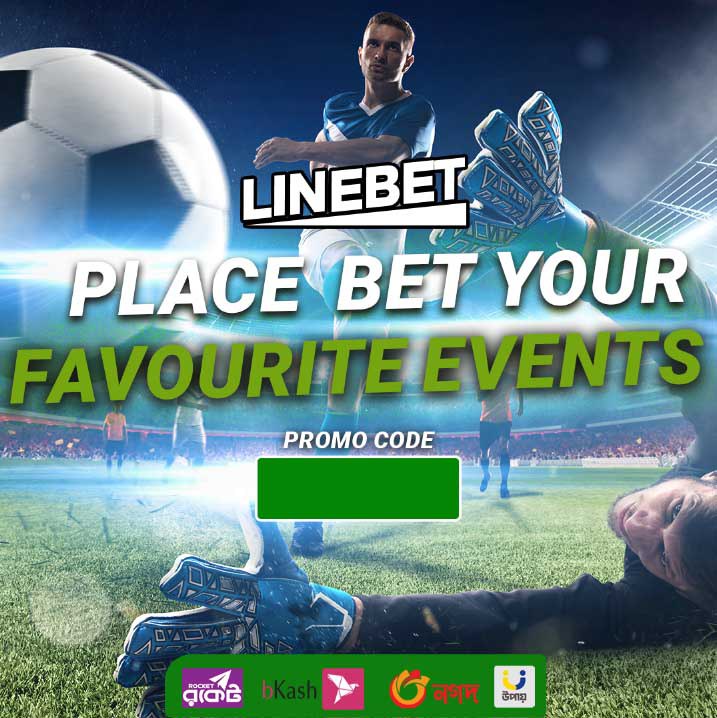 LINEBET
PLACE BET YOUR
FAVOURITE EVENTS
PROMO CODE
ROCKET
রকেট
bKash
নগদ
উপায়